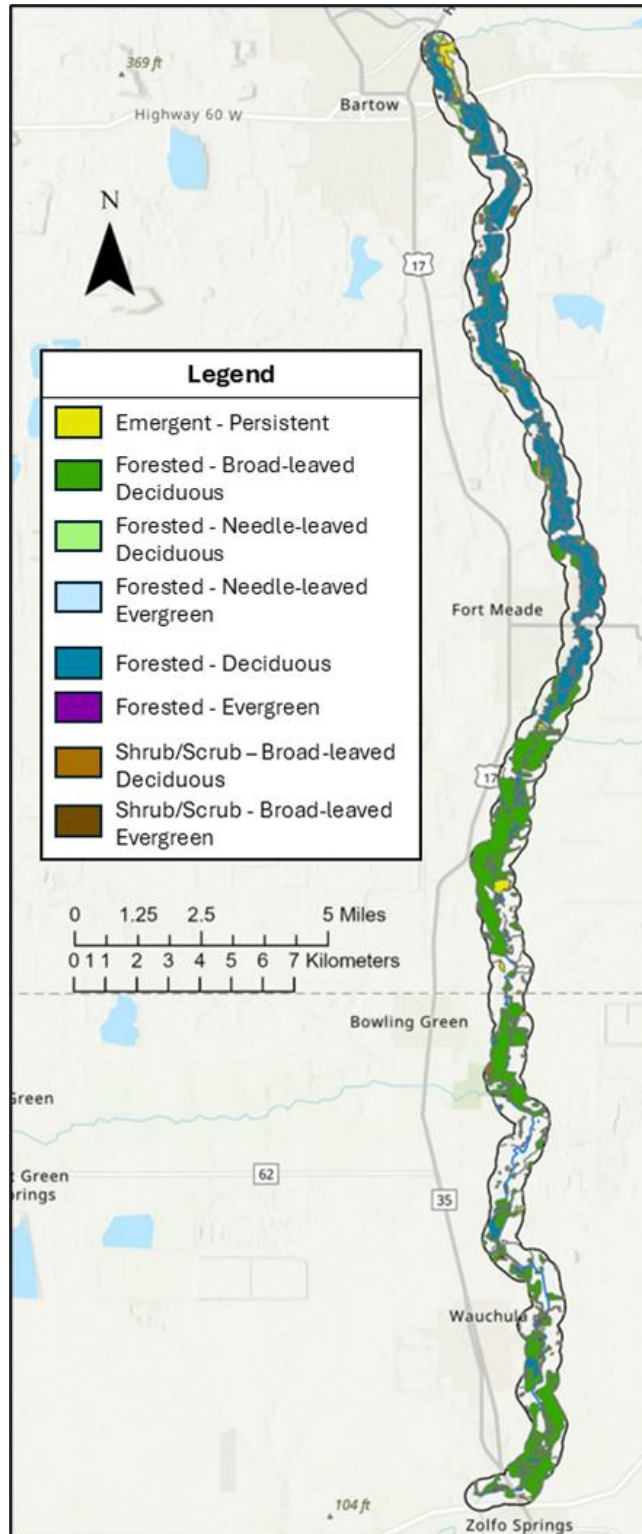 369 ft
Highway 60 W
Bartow
N
17
Legend
Emergent - Persistent
Forested - Broad-leaved
Deciduous
Forested - Needle-leaved
Deciduous
Forested - Needle-leaved
Evergreen
Forested - Deciduous
Forested - Evergreen
Shrub/Scrub – Broad-leaved
Deciduous
Shrub/Scrub - Broad-leaved
Evergreen
Fort Meade
17
0 1.25 2.5 5 Miles
0 1 1 2 3 4 5 6 7 Kilometers
Bowling Green
Green
t Green
prings
62
35
Wauchula
104 ft
Zolfo Springs